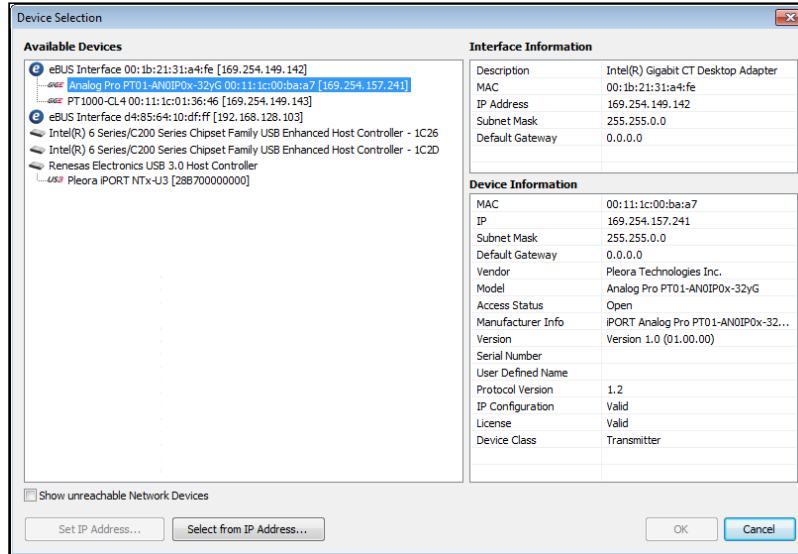 Device Selection
Available Devices
eBUS Interface 00:1b:21:31:a4:fe [169.254.149.142]
GIGE Analog Pro PT01-AN0IP0x-32yG 00:11:1c:00:ba:a7 [169.254.157.241]
GIGE PT1000-CL4 00:11:1c:01:36:46 [169.254.149.143]
eBUS Interface d4:85:64:10:df:ff [192.168.128.103]
Intel(R) 6 Series/C200 Series Chipset Family USB Enhanced Host Controller - 1C26
Intel(R) 6 Series/C200 Series Chipset Family USB Enhanced Host Controller - 1C2D
Renesas Electronics USB 3.0 Host Controller
U3V Pleora iPORT NTx-U3 [28B700000000]
Show unreachable Network Devices
Set IP Address...
Select from IP Address...
Interface Information
Description Intel(R) Gigabit CT Desktop Adapter
MAC 00:1b:21:31:a4:fe
IP Address 169.254.149.142
Subnet Mask 255.255.0.0
Default Gateway 0.0.0.0
Device Information
MAC 00:11:1c:00:ba:a7
IP 169.254.157.241
Subnet Mask 255.255.0.0
Default Gateway 0.0.0.0
Vendor Pleora Technologies Inc.
Model Analog Pro PT01-AN0IP0x-32yG
Access Status Open
Manufacturer Info iPORT Analog Pro PT01-AN0IP0x-32...
Version Version 1.0 (01.00.00)
Serial Number
User Defined Name
Protocol Version 1.2
IP Configuration Valid
License Valid
Device Class Transmitter
OK
Cancel